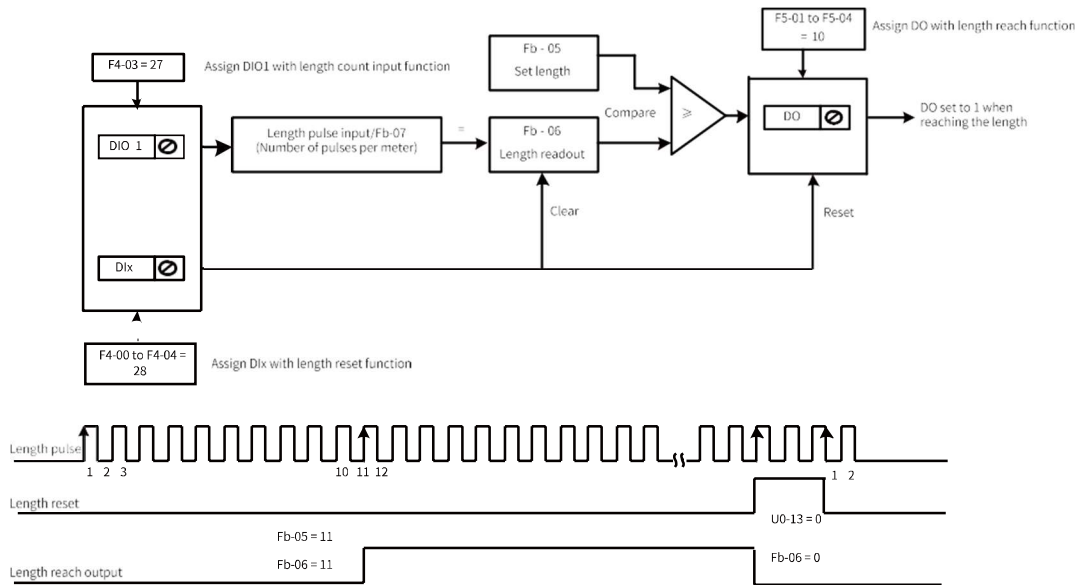 F5-01 to F5-04
= 10
Assign DO with length reach function
F4-03 = 27
Assign DIO1 with length count input function
Fb - 05
Set length
DIO 1
Length pulse input/Fb-07
(Number of pulses per meter)
=
Fb - 06
Length readout
Compare
≥
DO
DO set to 1 when
reaching the length
Clear
Reset
DIx
F4-00 to F4-04 =
28
Assign DIx with length reset function
Length pulse
1 2 3
10 11 12
1 2
Length reset
U0-13 = 0
Fb-05 = 11
Fb-06 = 11
Fb-06 = 0
Length reach output